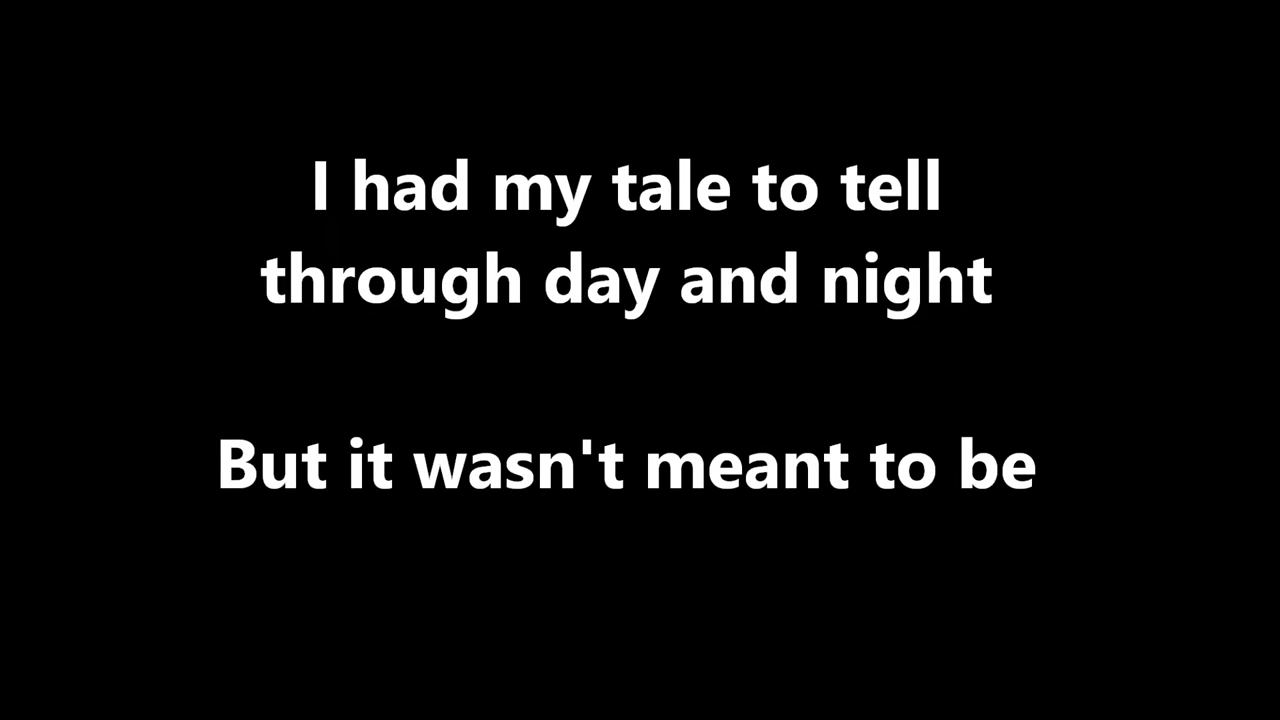 I had my tale to tell
through day and night
But it wasn't meant to be